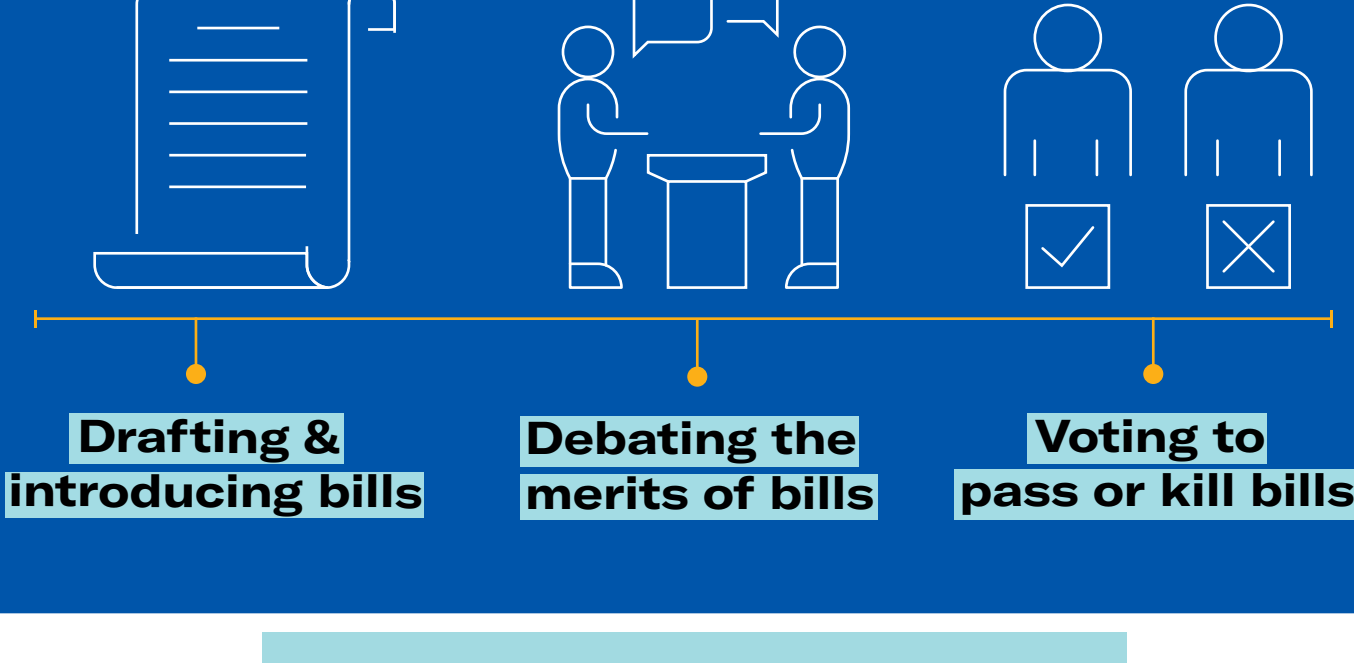 Drafting &
introducing bills
Debating the
merits of bills
Voting to
pass or kill bills